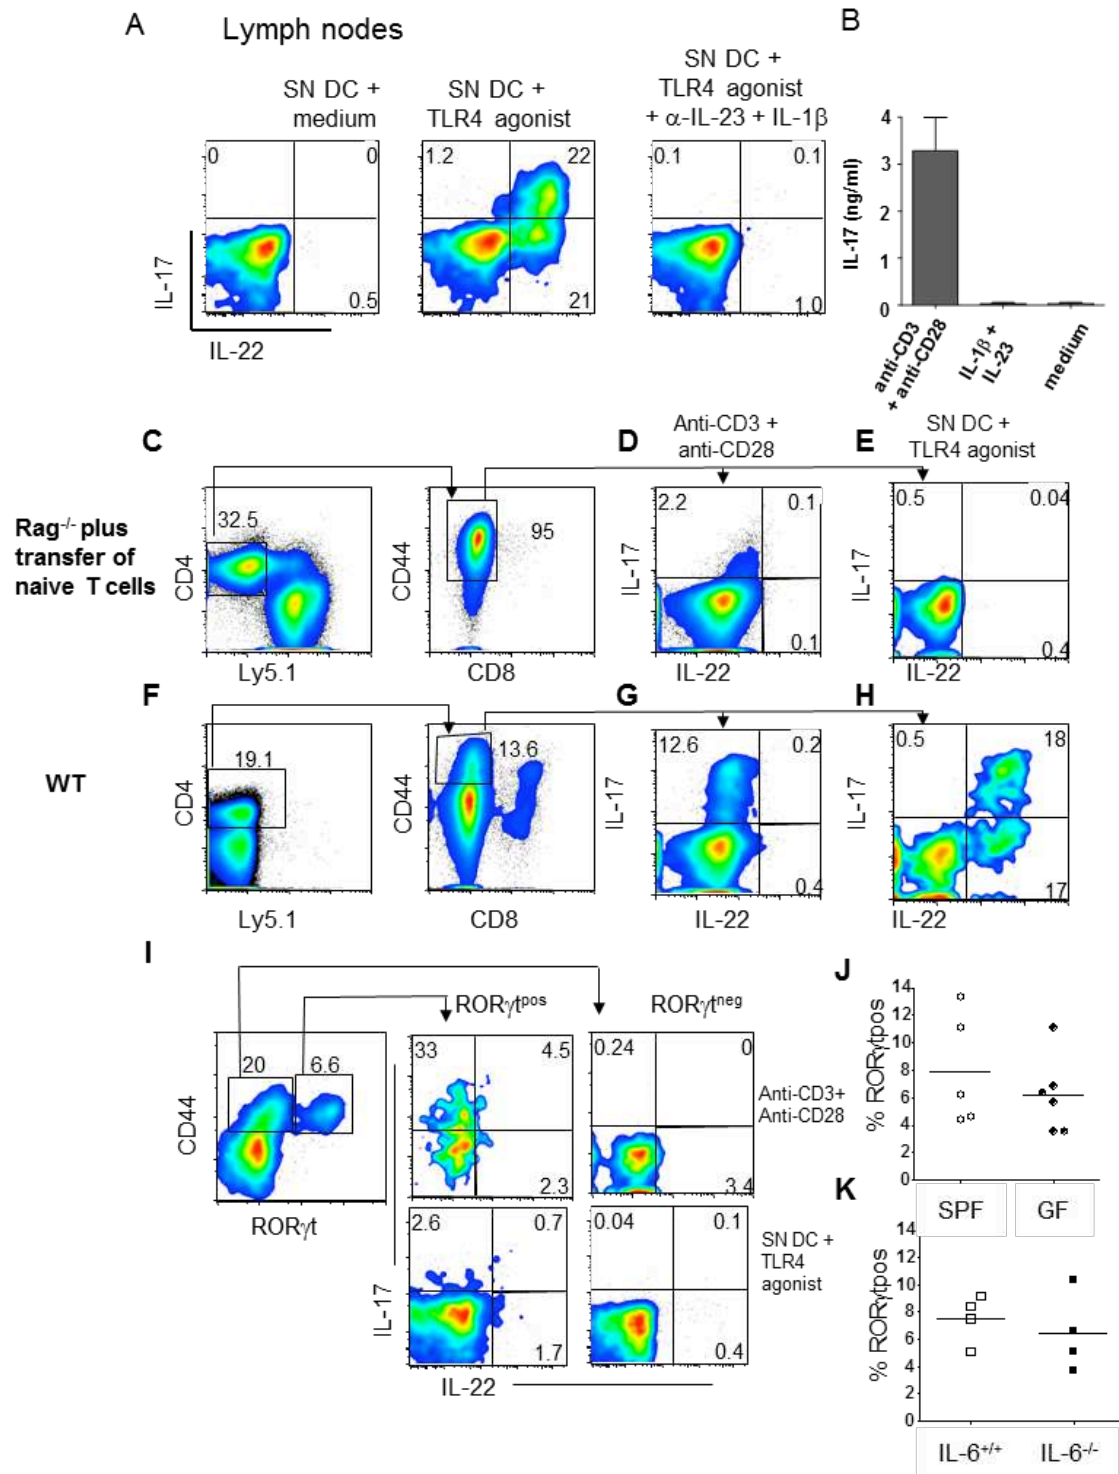 A Lymph nodes B
SN DC +
medium
SN DC +
TLR4 agonist
SN DC +
TLR4 agonist
+ α-IL-23 + IL-1β
0 0
0.5
1.2 22
21
0.1 0.1
1.0
IL-17
IL-22
IL-17 (ng/ml)
4
3
2
1
0
anti-CD3
+ anti-CD28
IL-1β +
IL-23
medium
C D E
Anti-CD3 +
anti-CD28
SN DC +
TLR4 agonist
Rag-/- plus
transfer of
naive T cells
CD4
32.5
Ly5.1
CD44
95
CD8
IL-17
2.2 0.1
0.1
IL-22
IL-17
0.5 0.04
0.4
IL-22
F G H
WT
CD4
19.1
Ly5.1
CD44
13.6
CD8
IL-17
12.6 0.2
0.4
IL-22
IL-17
0.5 18
17
IL-22
I
RORγtpos RORγtneg
20 6.6
CD44
RORγt
33 4.5
2.3
0.24 0
3.4
Anti-CD3+
Anti-CD28
2.6 0.7
1.7
0.04 0.1
0.4
SN DC +
TLR4
agonist
IL-17
IL-22
J
% RORγtpos
14
12
10
8
6
4
2
0
SPF GF
K
% RORγtpos
14
12
10
8
6
4
2
0
IL-6+/+ IL-6-/-